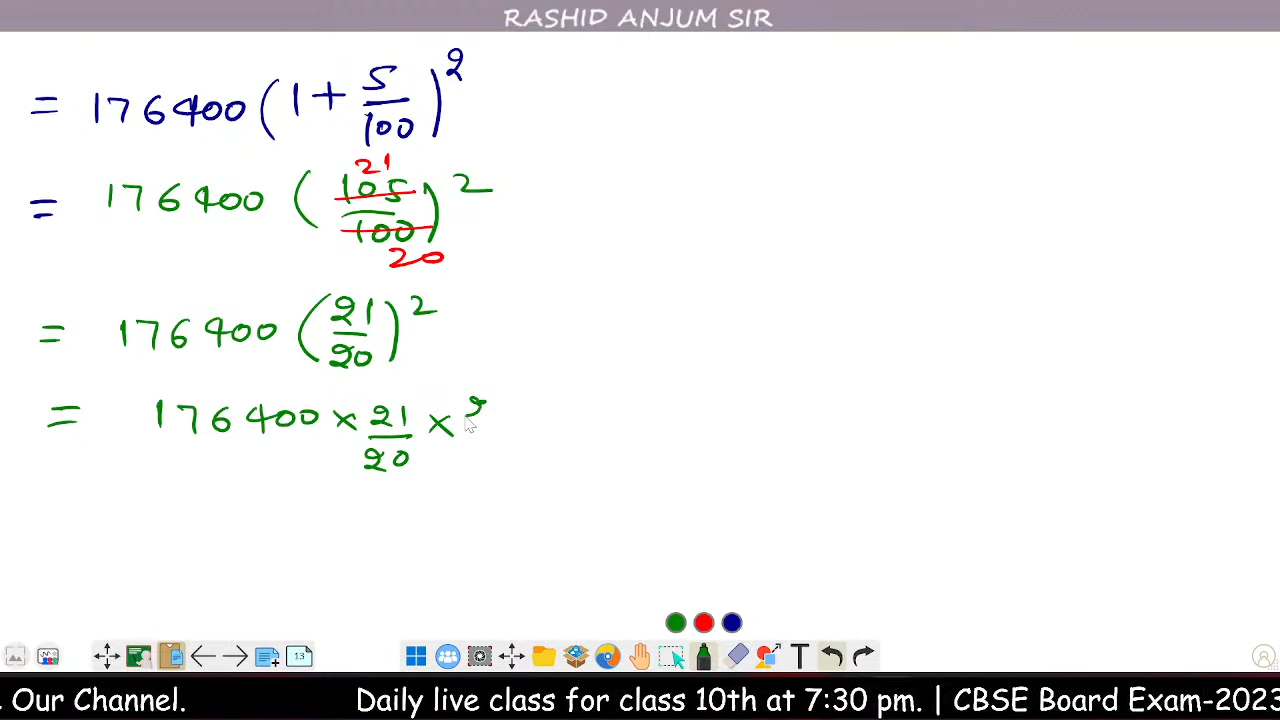 RASHID ANJUM SIR
= 176400 ( 1 + 5/100 )²
= 176400 ( 105/100 )² 21 20
= 176400 ( 21/20 )²
= 176400 × 21/20 ×
13
Our Channel. Daily live class for class 10th at 7:30 pm. | CBSE Board Exam-2023